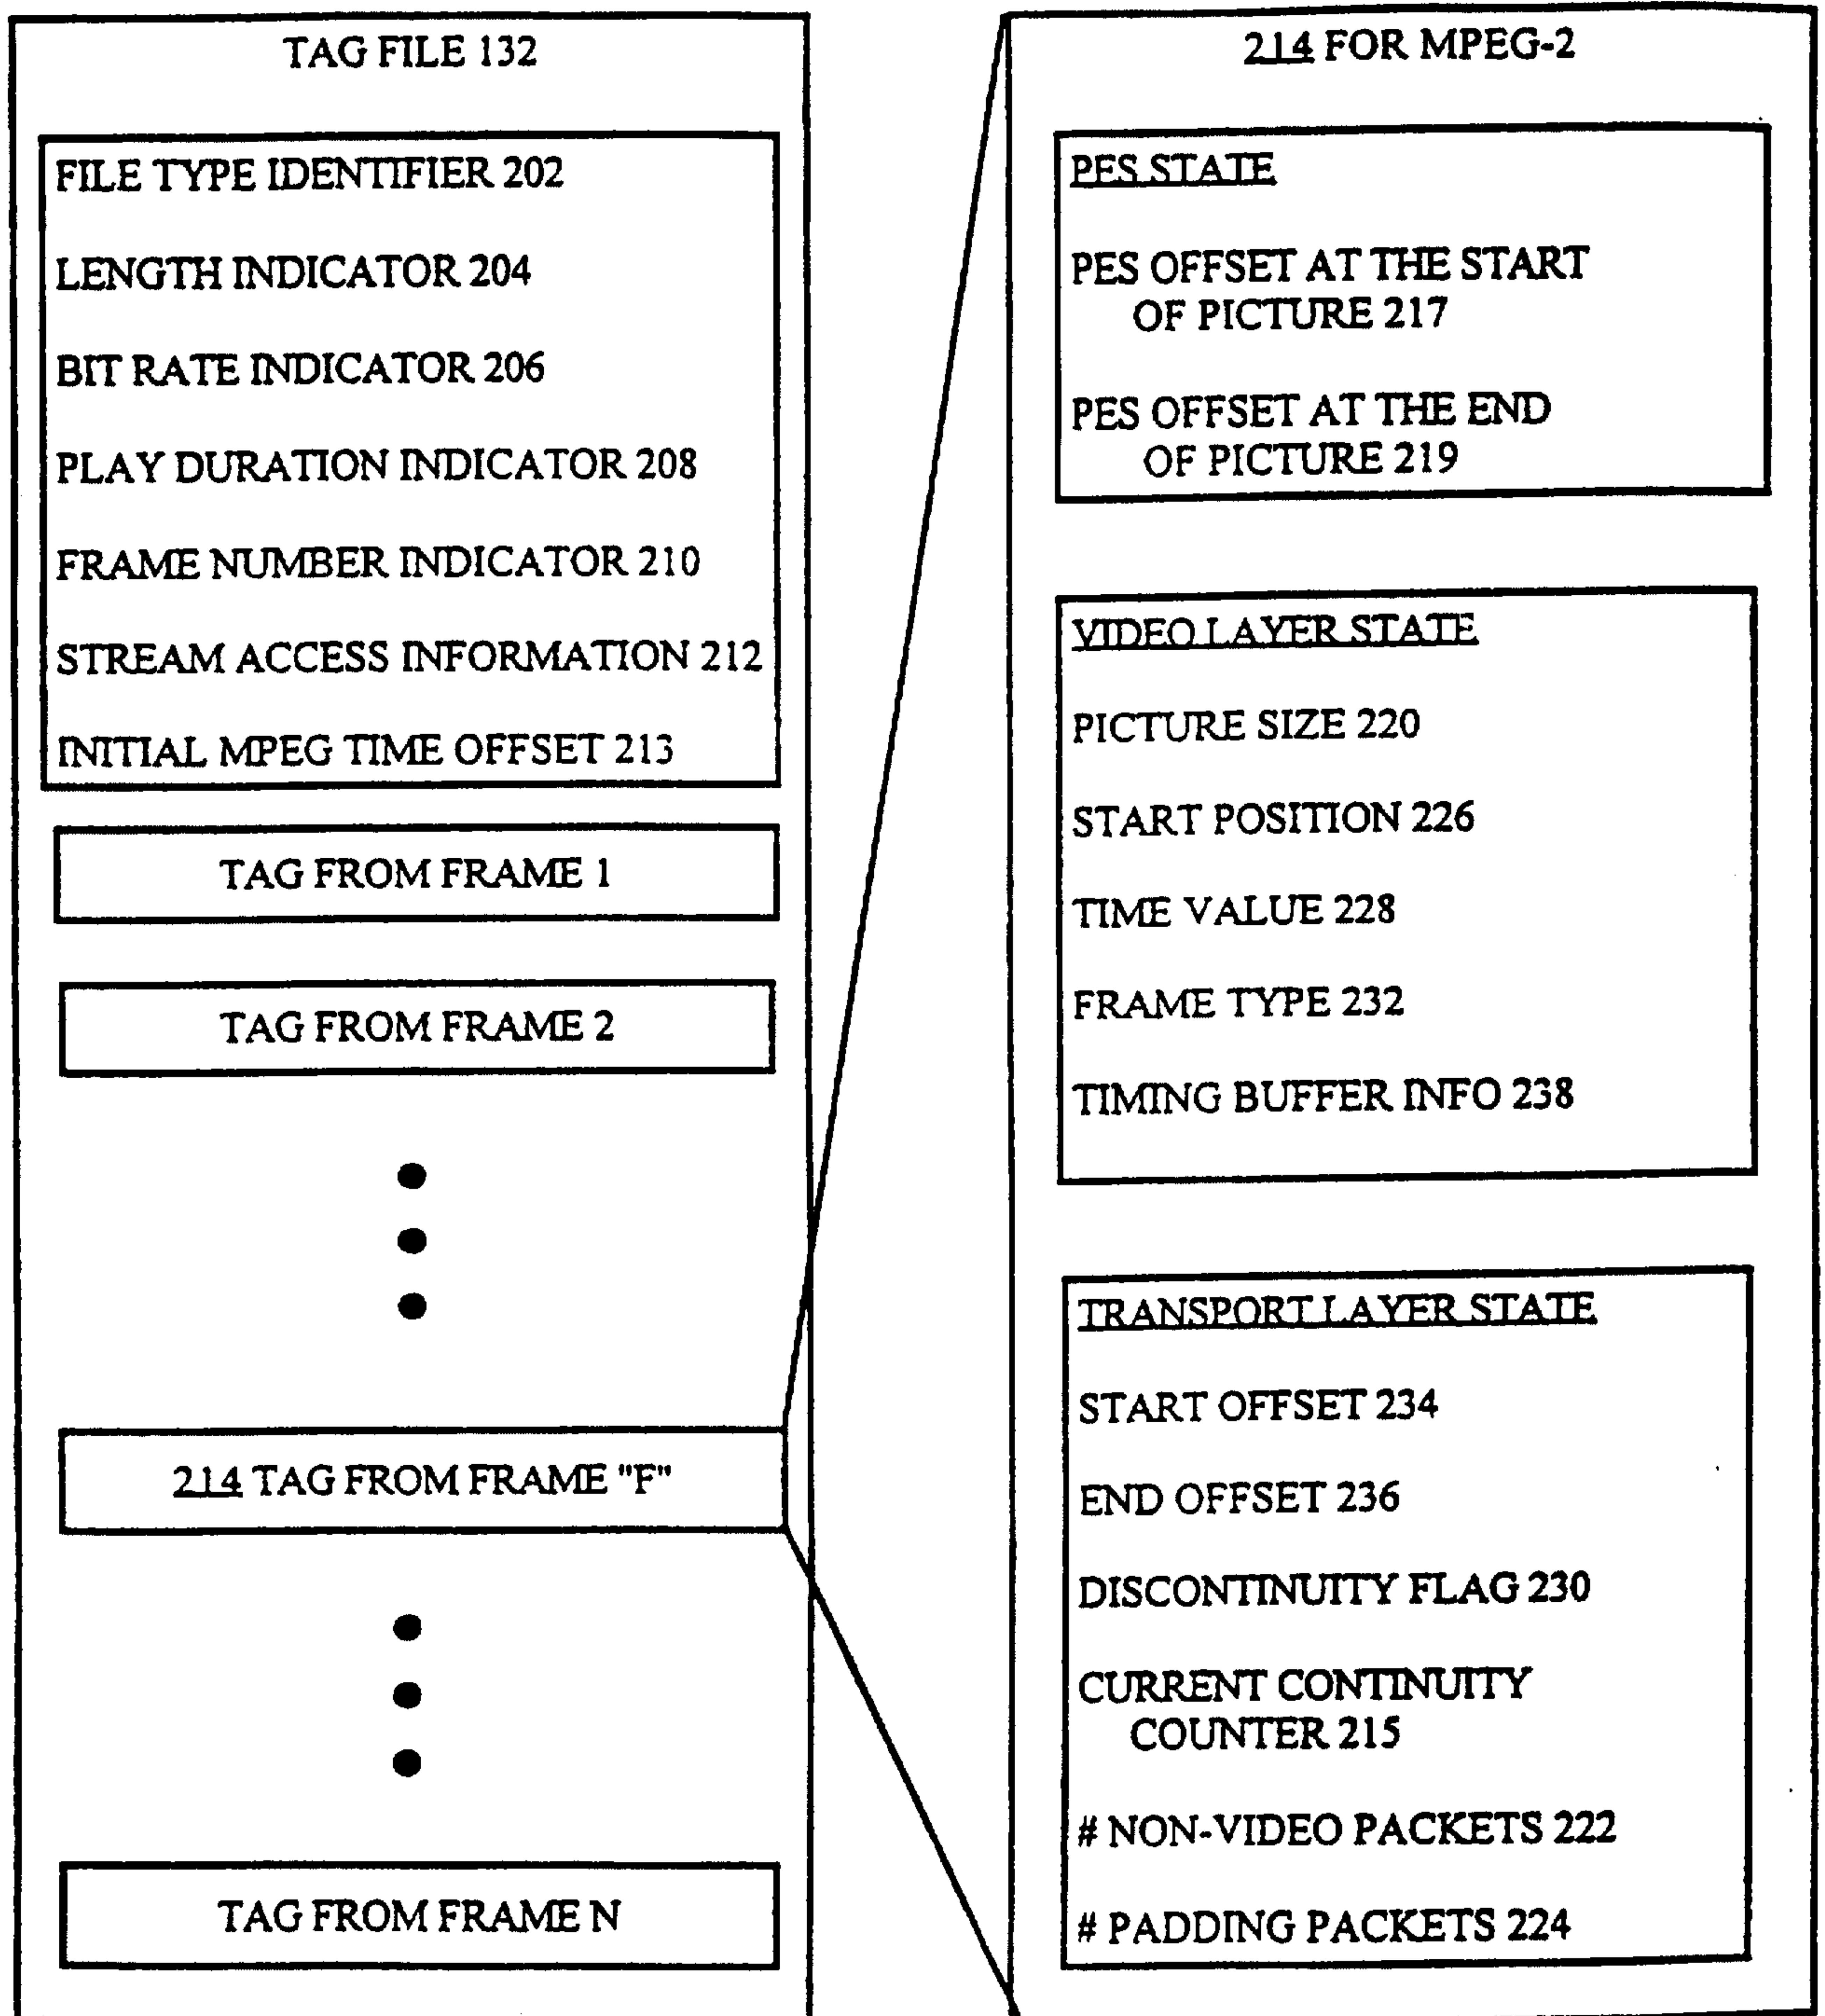 TAG FILE 132
FILE TYPE IDENTIFIER 202
LENGTH INDICATOR 204
BIT RATE INDICATOR 206
PLAY DURATION INDICATOR 208
FRAME NUMBER INDICATOR 210
STREAM ACCESS INFORMATION 212
INITIAL MPEG TIME OFFSET 213
TAG FROM FRAME 1
TAG FROM FRAME 2
214 TAG FROM FRAME "F"
TAG FROM FRAME N
214 FOR MPEG-2
PES STATE
PES OFFSET AT THE START
OF PICTURE 217
PES OFFSET AT THE END
OF PICTURE 219
VIDEO LAYER STATE
PICTURE SIZE 220
START POSITION 226
TIME VALUE 228
FRAME TYPE 232
TIMING BUFFER INFO 238
TRANSPORT LAYER STATE
START OFFSET 234
END OFFSET 236
DISCONTINUITY FLAG 230
CURRENT CONTINUITY
COUNTER 215
# NON-VIDEO PACKETS 222
# PADDING PACKETS 224